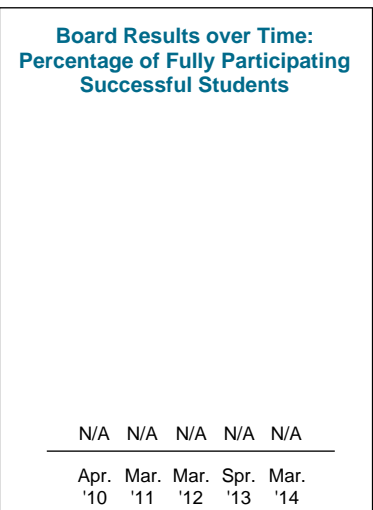 Board Results over Time:
Percentage of Fully Participating
Successful Students
N/A N/A N/A N/A N/A
Apr. Mar. Mar. Spr. Mar.
'10 '11 '12 '13 '14